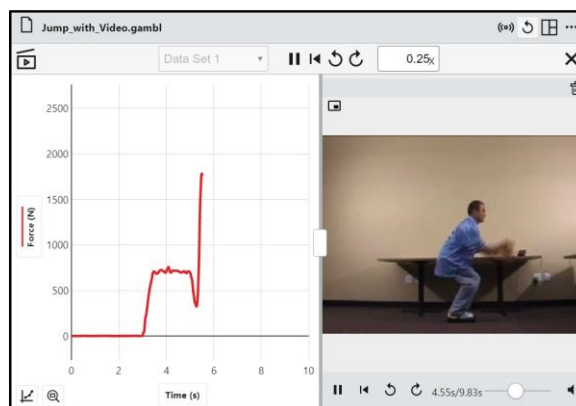 Jump_with_Video.gambl
Data Set 1
0.25x
2500
2000
1500
1000
500
0
Force (N)
0 2 4 6 8 10
Time (s)
4.55s/9.83s